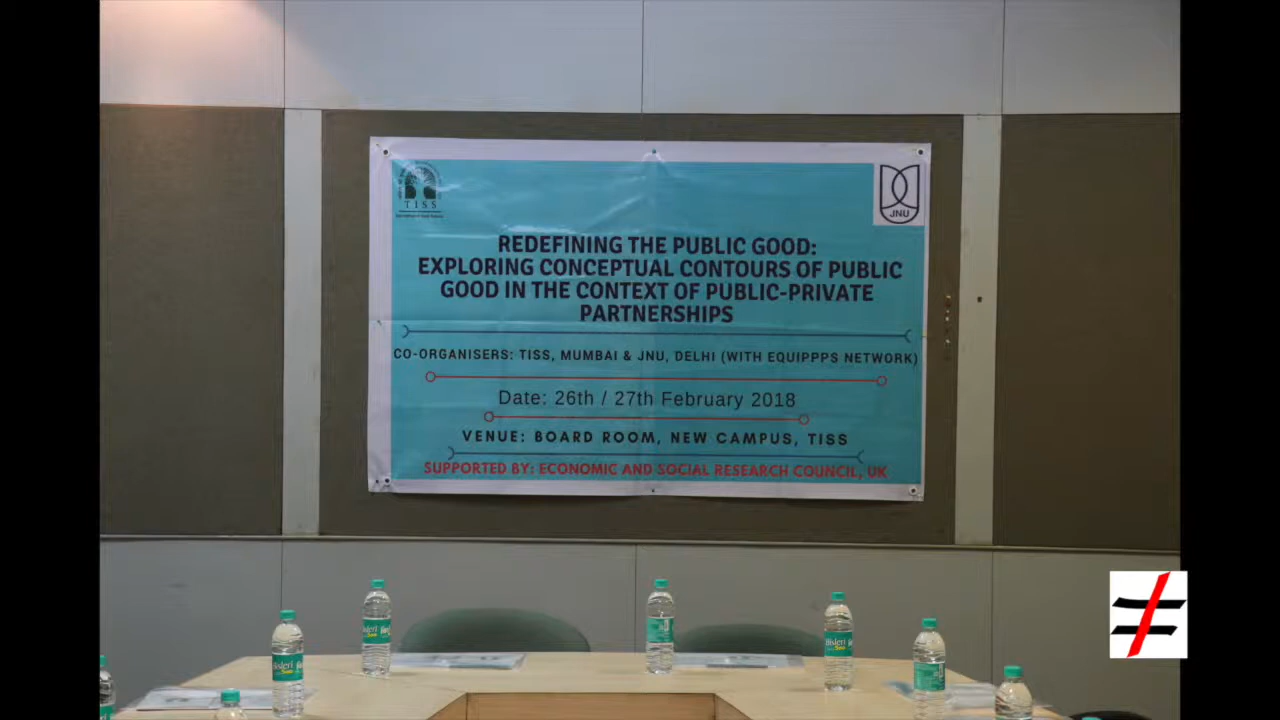 TISS
JNU
REDEFINING THE PUBLIC GOOD:
EXPLORING CONCEPTUAL CONTOURS OF PUBLIC
GOOD IN THE CONTEXT OF PUBLIC-PRIVATE
PARTNERSHIPS
CO-ORGANISERS: TISS, MUMBAI & JNU, DELHI (WITH EQUIPPPS NETWORK)
Date: 26th / 27th February 2018
VENUE: BOARD ROOM, NEW CAMPUS, TISS
SUPPORTED BY: ECONOMIC AND SOCIAL RESEARCH COUNCIL, UK
Bisleri